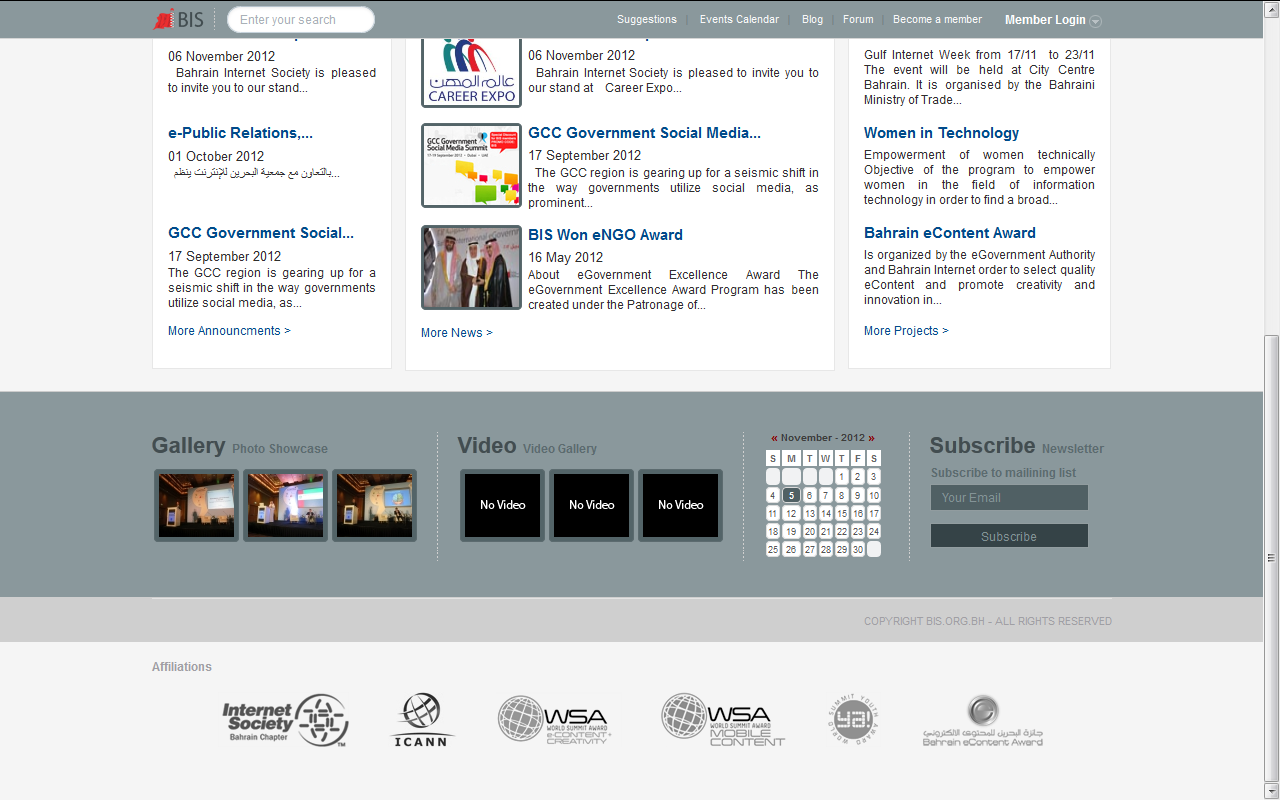 BIS
Enter your search
Suggestions
Events Calendar
Blog
Forum
Become a member
Member Login
06 November 2012
Bahrain Internet Society is pleased
to invite you to our stand...
e-Public Relations,...
01 October 2012
بالتعاون مع جمعية البحرين للإنترنت ينظم...
GCC Government Social...
17 September 2012
The GCC region is gearing up for a
seismic shift in the way governments
utilize social media, as...
More Announcments >
عالم المهن
CAREER EXPO
06 November 2012
Bahrain Internet Society is pleased to invite you to
our stand at Career Expo...
GCC Government
Social Media Summit
GCC Government Social Media...
17 September 2012
The GCC region is gearing up for a seismic shift in
the way governments utilize social media, as
prominent...
BIS Won eNGO Award
16 May 2012
About eGovernment Excellence Award The
eGovernment Excellence Award Program has been
created under the Patronage of...
More News >
Gulf Internet Week from 17/11 to 23/11
The event will be held at City Centre
Bahrain. It is organised by the Bahraini
Ministry of Trade...
Women in Technology
Empowerment of women technically
Objective of the program to empower
women in the field of information
technology in order to find a broad...
Bahrain eContent Award
Is organized by the eGovernment Authority
and Bahrain Internet order to select quality
eContent and promote creativity and
innovation in...
More Projects >
Gallery Photo Showcase
Video Video Gallery
No Video
No Video
No Video
« November - 2012 »
S M T W T F S
1 2 3
4 5 6 7 8 9 10
11 12 13 14 15 16 17
18 19 20 21 22 23 24
25 26 27 28 29 30
Subscribe Newsletter
Subscribe to mailining list
Your Email
Subscribe
COPYRIGHT BIS.ORG.BH - ALL RIGHTS RESERVED
Affiliations
Internet
Society
Bahrain Chapter
TM
ICANN
WSA
WORLD SUMMIT AWARD
e-CONTENT+
CREATIVITY
WSA
WORLD SUMMIT AWARD
MOBILE
CONTENT
WORLD SUMMIT YOUTH AWARD
ya!
جائزة البحرين للمحتوى الالكتروني
Bahrain eContent Award